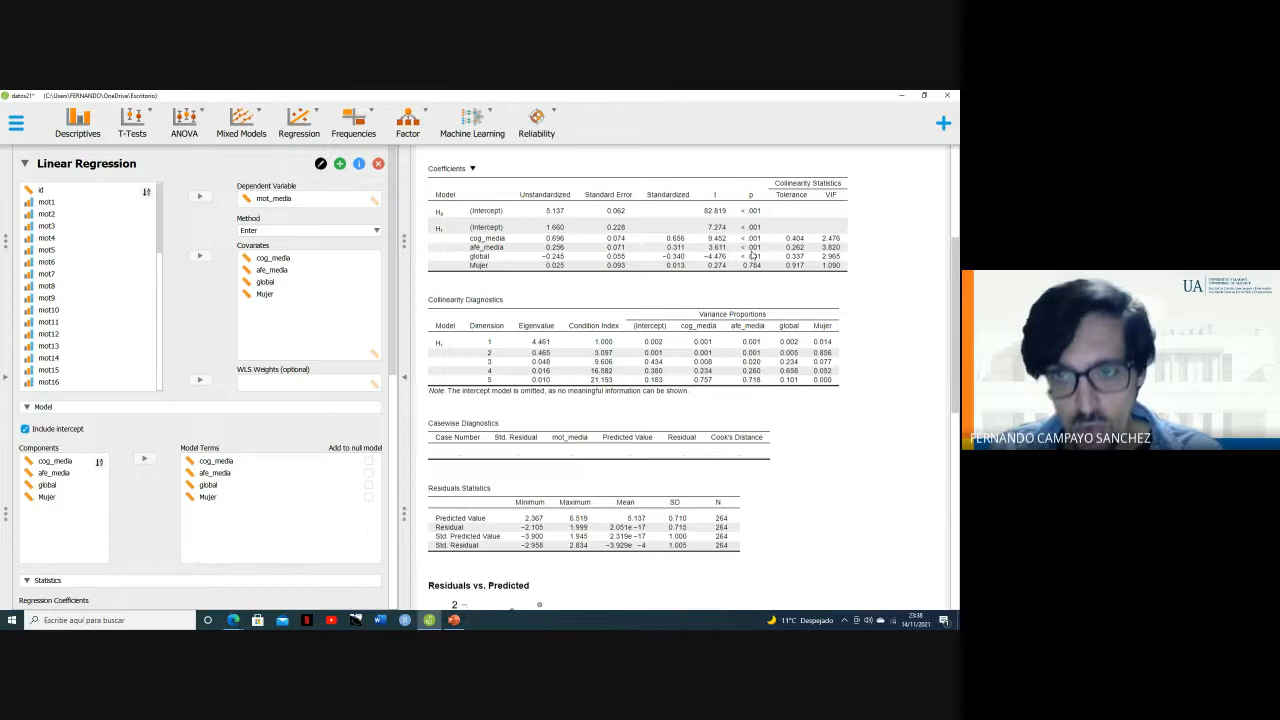 datos21* (C:\Users\FERNANDO\OneDrive\Escritorio)
Descriptives T-Tests ANOVA Mixed Models Regression Frequencies Factor Machine Learning Reliability
Linear Regression
id
mot1
mot2
mot3
mot4
mot5
mot6
mot7
mot8
mot9
mot10
mot11
mot12
mot13
mot14
mot15
mot16
Dependent Variable
mot_media
Method
Enter
Covariates
cog_media
afe_media
global
Mujer
WLS Weights (optional)
Model
Include intercept
Components
cog_media
afe_media
global
Mujer
Model Terms Add to null model
cog_media
afe_media
global
Mujer
Statistics
Regression Coefficients
Coefficients
Collinearity Statistics
Model Unstandardized Standard Error Standardized t p Tolerance VIF
H₀ (Intercept) 5.137 0.062 82.819 < .001
H₁ (Intercept) 1.660 0.228 7.274 < .001
cog_media 0.696 0.074 0.656 9.452 < .001 0.404 2.476
afe_media 0.256 0.071 0.311 3.611 < .001 0.262 3.820
global −0.245 0.055 −0.340 −4.476 < .001 0.337 2.965
Mujer 0.025 0.093 0.013 0.274 0.784 0.917 1.090
Collinearity Diagnostics
Variance Proportions
Model Dimension Eigenvalue Condition Index (Intercept) cog_media afe_media global Mujer
H₁ 1 4.461 1.000 0.002 0.001 0.001 0.002 0.014
2 0.465 3.097 0.001 0.001 0.001 0.005 0.856
3 0.048 9.606 0.434 0.008 0.020 0.234 0.077
4 0.016 16.582 0.380 0.234 0.260 0.658 0.052
5 0.010 21.193 0.183 0.757 0.718 0.101 0.000
Note. The intercept model is omitted, as no meaningful information can be shown.
Casewise Diagnostics
Case Number Std. Residual mot_media Predicted Value Residual Cook's Distance
. . . . . .
Residuals Statistics
Minimum Maximum Mean SD N
Predicted Value 2.367 6.519 5.137 0.710 264
Residual −2.105 1.999 2.051e −17 0.715 264
Std. Predicted Value −3.900 1.945 2.319e −17 1.000 264
Std. Residual −2.958 2.834 −3.929e −4 1.005 264
Residuals vs. Predicted
2
UA
FERNANDO CAMPAYO SANCHEZ
Escribe aquí para buscar
11°C Despejado
23:38
14/11/2021